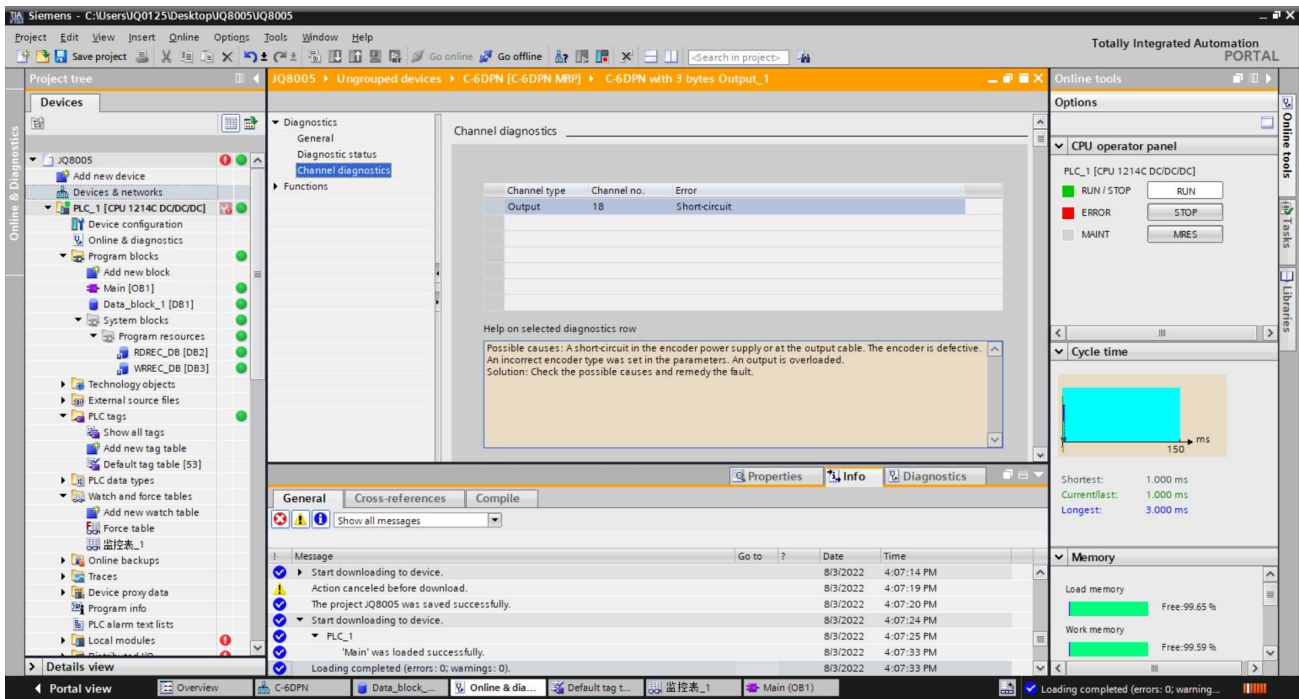 Siemens - C:\Users\JQ0125\Desktop\JQ8005\JQ8005
Project Edit View Insert Online Options Tools Window Help
Totally Integrated Automation
PORTAL
Save project
Go online Go offline
<Search in project>
Project tree
JQ8005 Ungrouped devices C-6DPN [C-6DPN MRP] C-6DPN with 3 bytes Output_1
Online tools
Devices
Options
Online & Diagnostics
JQ8005
Add new device
Devices & networks
PLC_1 [CPU 1214C DC/DC/DC]
Device configuration
Online & diagnostics
Program blocks
Add new block
Main [OB1]
Data_block_1 [DB1]
System blocks
Program resources
RDREC_DB [DB2]
WRREC_DB [DB3]
Technology objects
External source files
PLC tags
Show all tags
Add new tag table
Default tag table [53]
PLC data types
Watch and force tables
Add new watch table
Force table
监控表_1
Online backups
Traces
Device proxy data
Program info
PLC alarm text lists
Local modules
Distributed I/O
Details view
Diagnostics
General
Diagnostic status
Channel diagnostics
Functions
Channel diagnostics
Channel type Channel no. Error
Output 18 Short-circuit
Help on selected diagnostics row
Possible causes: A short-circuit in the encoder power supply or at the output cable. The encoder is defective.
An incorrect encoder type was set in the parameters. An output is overloaded.
Solution: Check the possible causes and remedy the fault.
Properties Info Diagnostics
General Cross-references Compile
Show all messages
! Message Go to ? Date Time
Start downloading to device. 8/3/2022 4:07:14 PM
Action canceled before download. 8/3/2022 4:07:19 PM
The project JQ8005 was saved successfully. 8/3/2022 4:07:20 PM
Start downloading to device. 8/3/2022 4:07:24 PM
PLC_1 8/3/2022 4:07:25 PM
'Main' was loaded successfully. 8/3/2022 4:07:33 PM
Loading completed (errors: 0; warnings: 0). 8/3/2022 4:07:33 PM
CPU operator panel
PLC_1 [CPU 1214C DC/DC/DC]
RUN / STOP RUN
ERROR STOP
MAINT MRES
Cycle time
ms
150
Shortest: 1.000 ms
Current/last: 1.000 ms
Longest: 3.000 ms
Memory
Load memory
Free:99.65 %
Work memory
Free:99.59 %
Online tools
Tasks
Libraries
Portal view Overview C-6DPN Data_block_... Online & dia... Default tag t... 监控表_1 Main (OB1) Loading completed (errors: 0; warning...